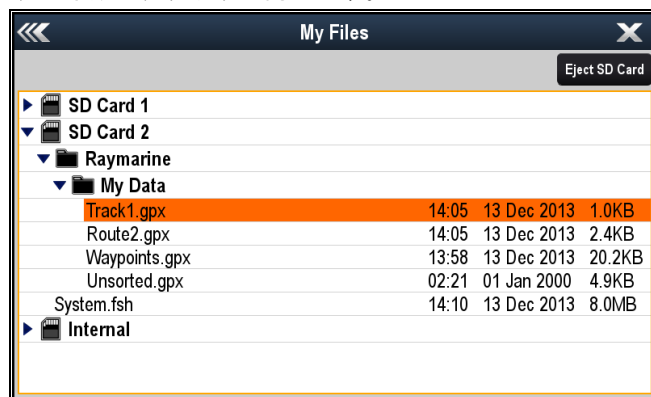 My Files
Eject SD Card
SD Card 1
SD Card 2
Raymarine
My Data
Track1.gpx 14:05 13 Dec 2013 1.0KB
Route2.gpx 14:05 13 Dec 2013 2.4KB
Waypoints.gpx 13:58 13 Dec 2013 20.2KB
Unsorted.gpx 02:21 01 Jan 2000 4.9KB
System.fsh 14:10 13 Dec 2013 8.0MB
Internal